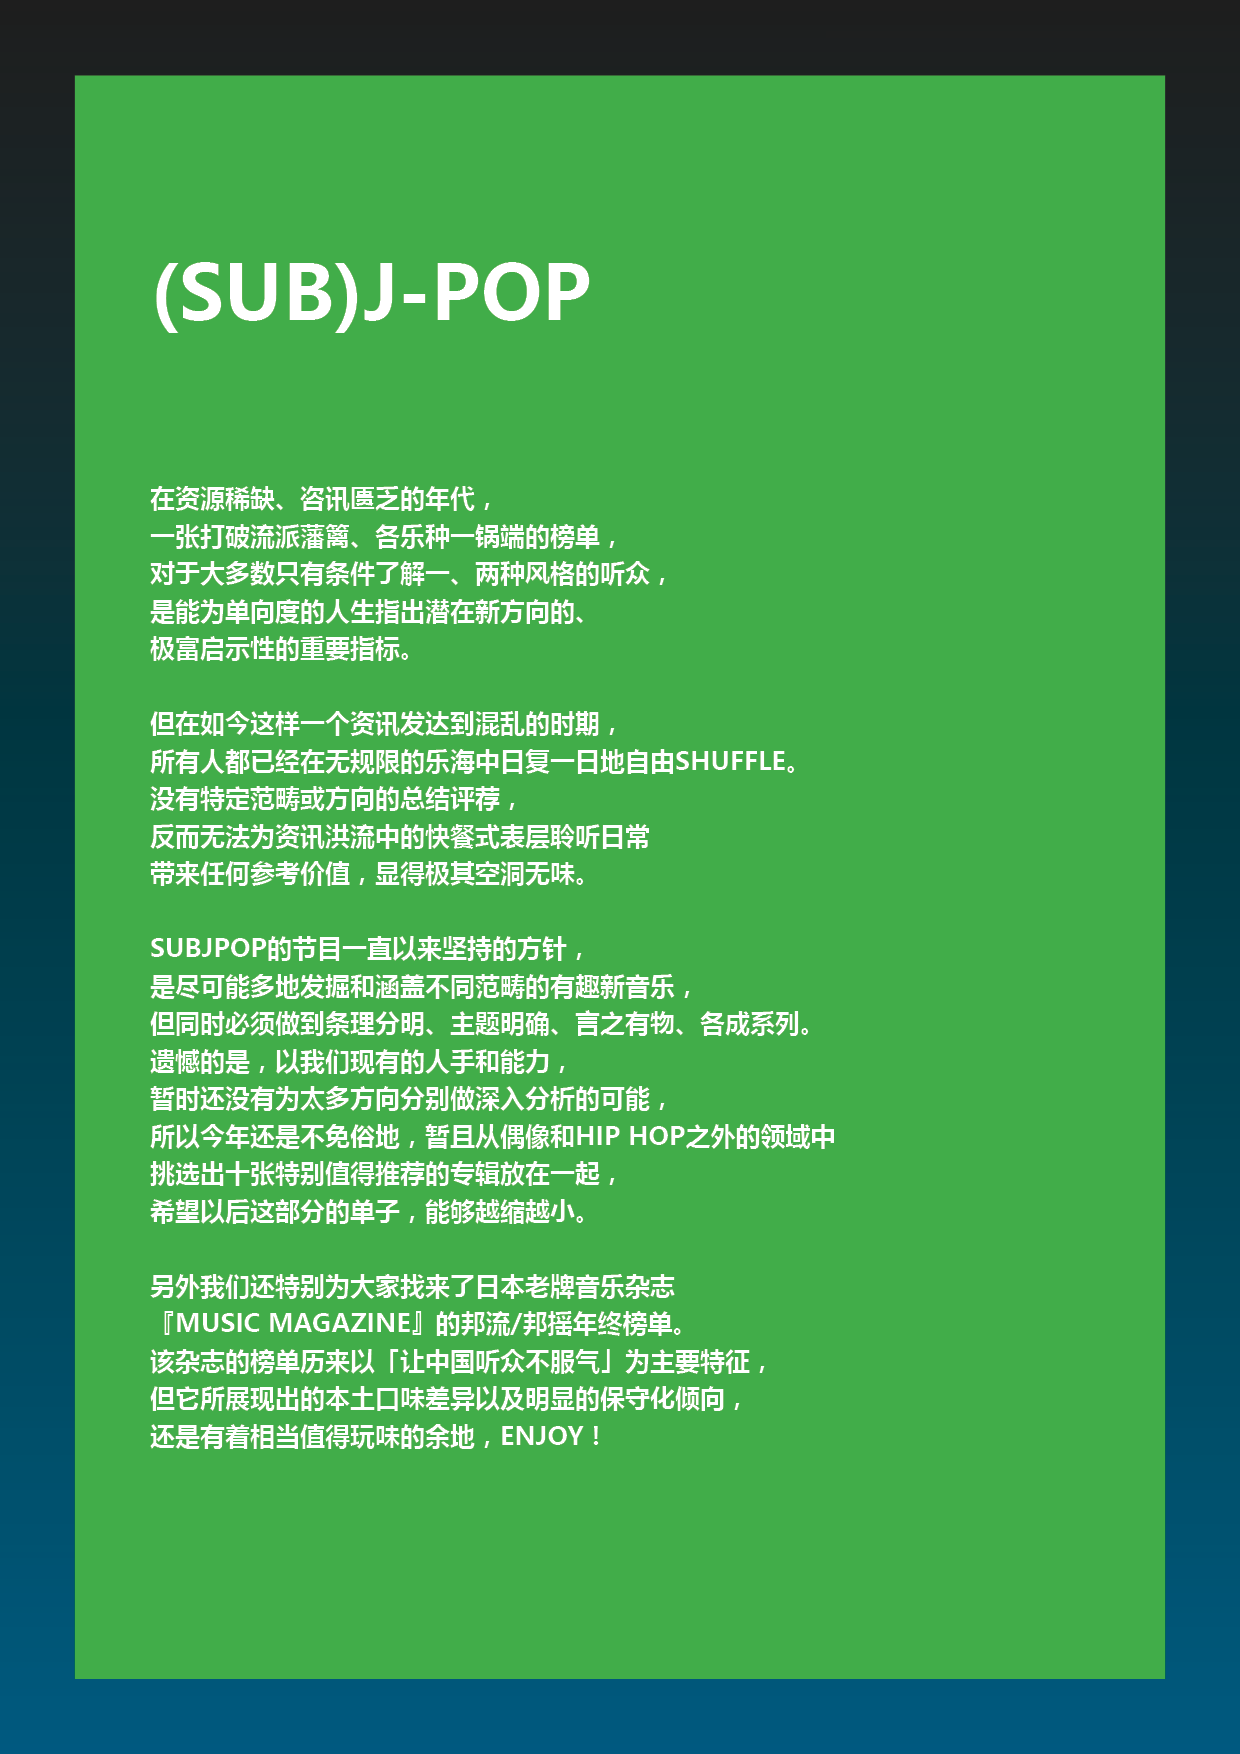 (SUB)J-POP
在资源稀缺、咨讯匮乏的年代，
一张打破流派藩篱、各乐种一锅端的榜单，
对于大多数只有条件了解一、两种风格的听众，
是能为单向度的人生指出潜在新方向的、
极富启示性的重要指标。
但在如今这样一个资讯发达到混乱的时期，
所有人都已经在无规限的乐海中日复一日地自由SHUFFLE。
没有特定范畴或方向的总结评荐，
反而无法为资讯洪流中的快餐式表层聆听日常
带来任何参考价值，显得极其空洞无味。
SUBJPOP的节目一直以来坚持的方针，
是尽可能多地发掘和涵盖不同范畴的有趣新音乐，
但同时必须做到条理分明、主题明确、言之有物、各成系列。
遗憾的是，以我们现有的人手和能力，
暂时还没有为太多方向分别做深入分析的可能，
所以今年还是不免俗地，暂且从偶像和HIP HOP之外的领域中
挑选出十张特别值得推荐的专辑放在一起，
希望以后这部分的单子，能够越缩越小。
另外我们还特别为大家找来了日本老牌音乐杂志
『MUSIC MAGAZINE』的邦流/邦摇年终榜单。
该杂志的榜单历来以「让中国听众不服气」为主要特征，
但它所展现出的本土口味差异以及明显的保守化倾向，
还是有着相当值得玩味的余地，ENJOY！